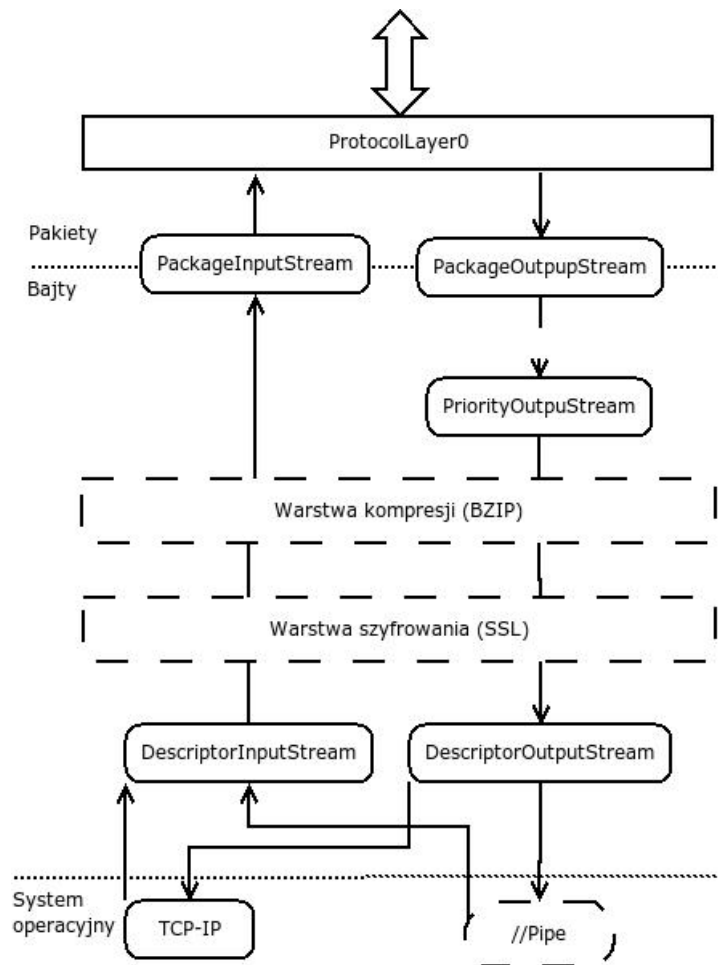 ProtocolLayer0
Pakiety
PackageInputStream
PackageOutpupStream
Bajty
PriorityOutpuStream
Warstwa kompresji (BZIP)
Warstwa szyfrowania (SSL)
DescriptorInputStream
DescriptorOutputStream
System
operacyjny
TCP-IP
//Pipe